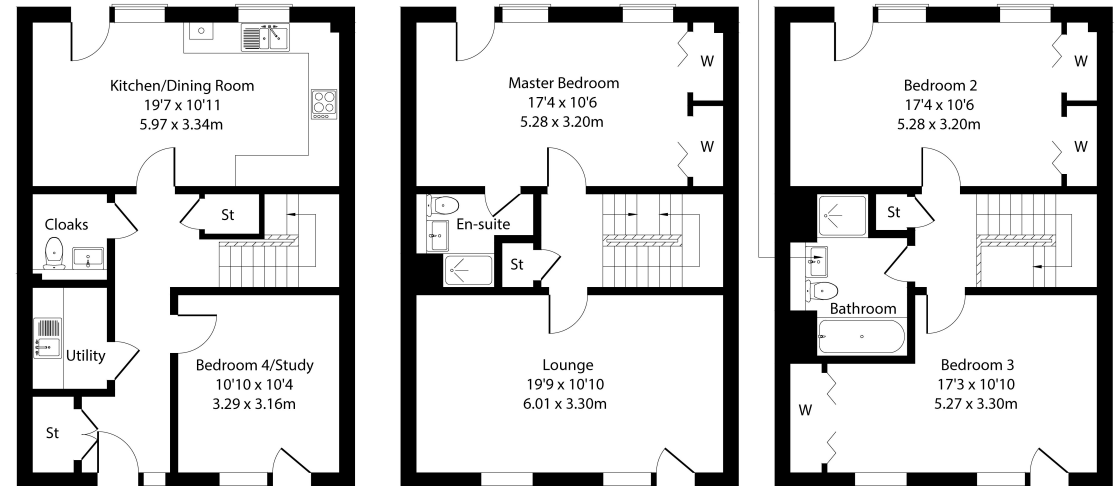 Kitchen/Dining Room
19'7 x 10'11
5.97 x 3.34m
Cloaks
St
Utility
Bedroom 4/Study
10'10 x 10'4
3.29 x 3.16m
St
Master Bedroom
17'4 x 10'6
5.28 x 3.20m
W
W
En-suite
St
Lounge
19'9 x 10'10
6.01 x 3.30m
Bedroom 2
17'4 x 10'6
5.28 x 3.20m
W
W
St
Bathroom
Bedroom 3
17'3 x 10'10
5.27 x 3.30m
W